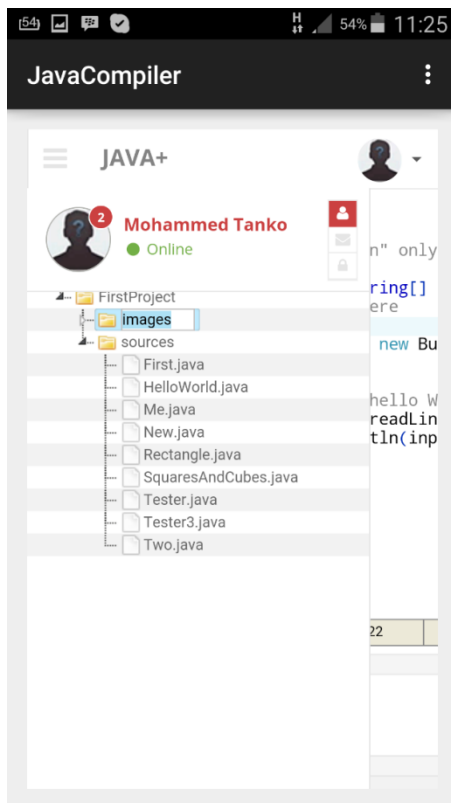 54 H 54% 11:25
JavaCompiler
JAVA+
2
Mohammed Tanko
Online
n" only
ring[]
ere
new Bu
hello W
readLin
tln(inp
22
FirstProject
images
sources
First.java
HelloWorld.java
Me.java
New.java
Rectangle.java
SquaresAndCubes.java
Tester.java
Tester3.java
Two.java